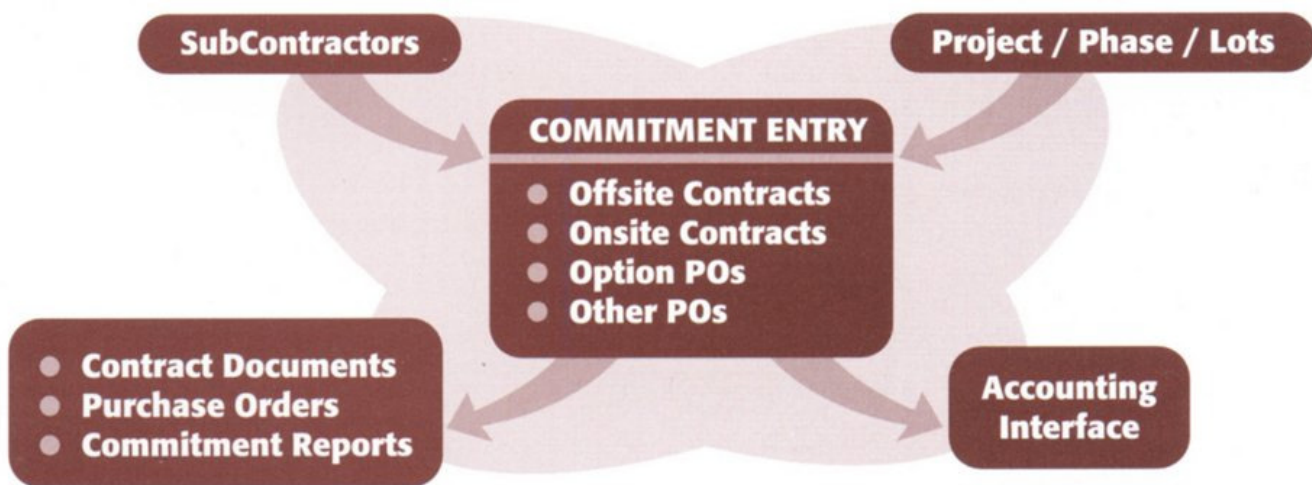 SubContractors
Project / Phase / Lots
COMMITMENT ENTRY
Offsite Contracts
Onsite Contracts
Option POs
Other POs
Contract Documents
Purchase Orders
Commitment Reports
Accounting
Interface